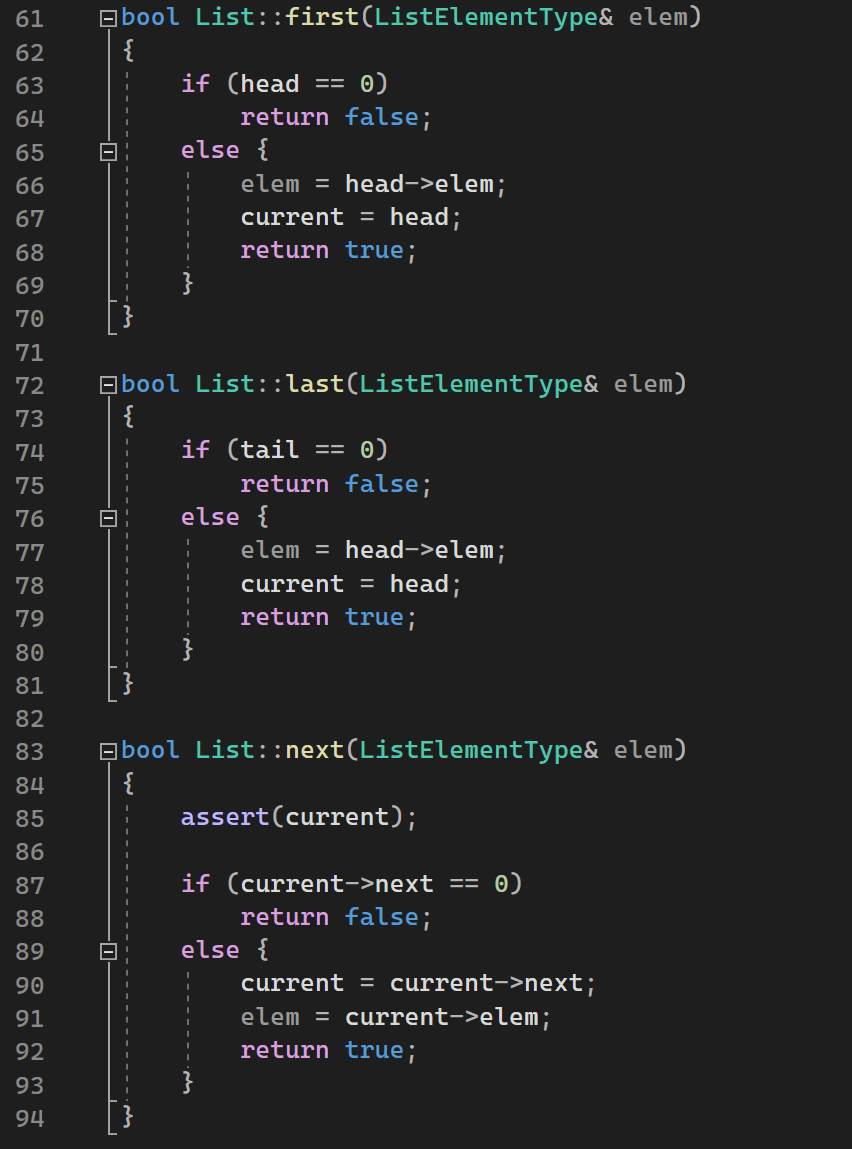 61 bool List::first(ListElementType& elem)
62 {
63 if (head == 0)
64 return false;
65 else {
66 elem = head->elem;
67 current = head;
68 return true;
69 }
70 }
71
72 bool List::last(ListElementType& elem)
73 {
74 if (tail == 0)
75 return false;
76 else {
77 elem = head->elem;
78 current = head;
79 return true;
80 }
81 }
82
83 bool List::next(ListElementType& elem)
84 {
85 assert(current);
86
87 if (current->next == 0)
88 return false;
89 else {
90 current = current->next;
91 elem = current->elem;
92 return true;
93 }
94 }